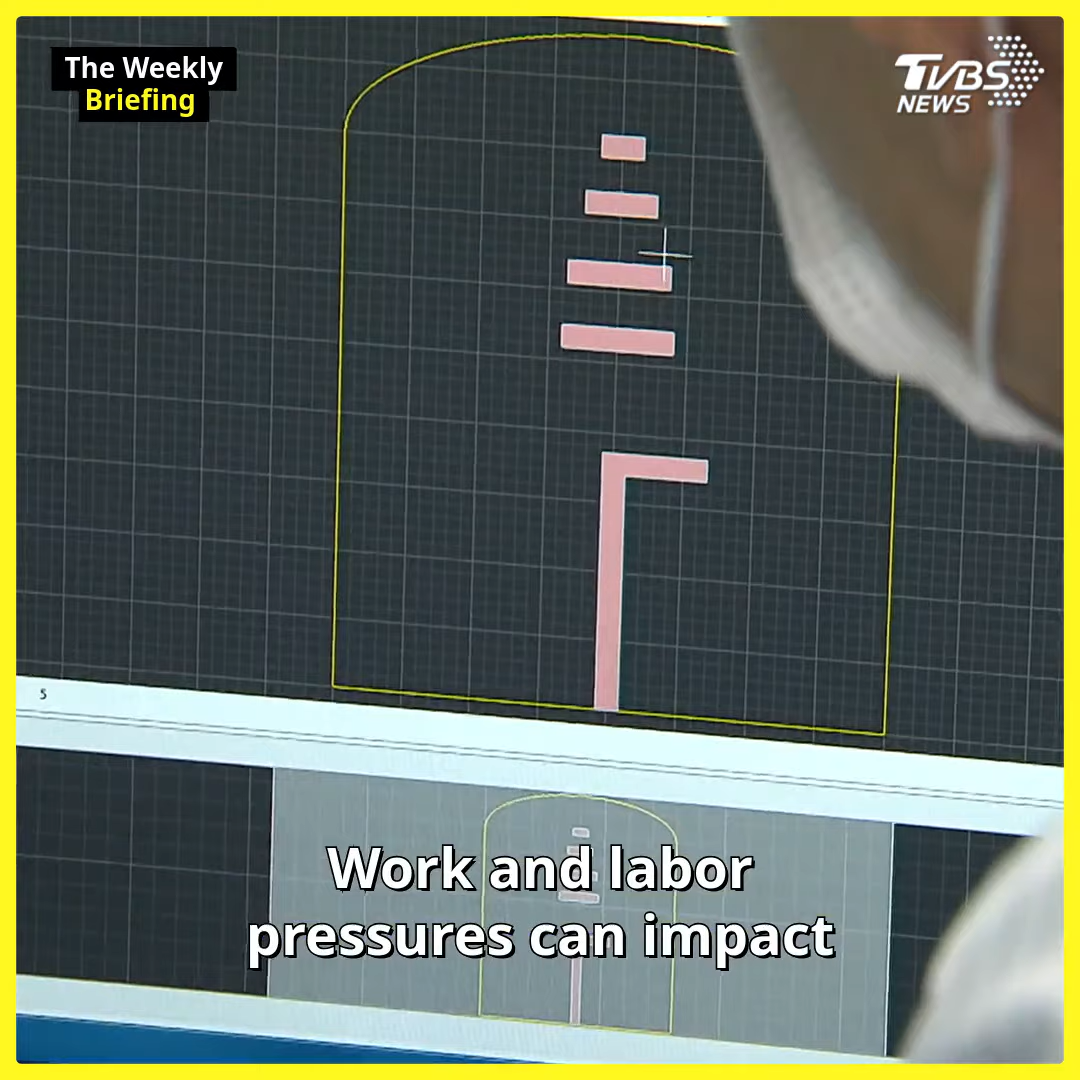 The Weekly
Briefing
TVBS
NEWS
5
Work and labor
pressures can impact